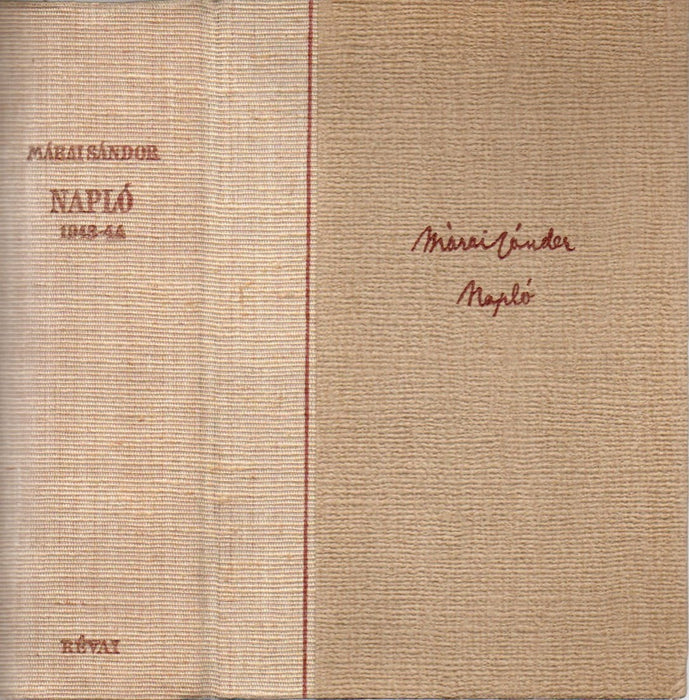 MÁRAI SÁNDOR
NAPLÓ
1943-44
RÉVAI
Márai Sándor
Napló